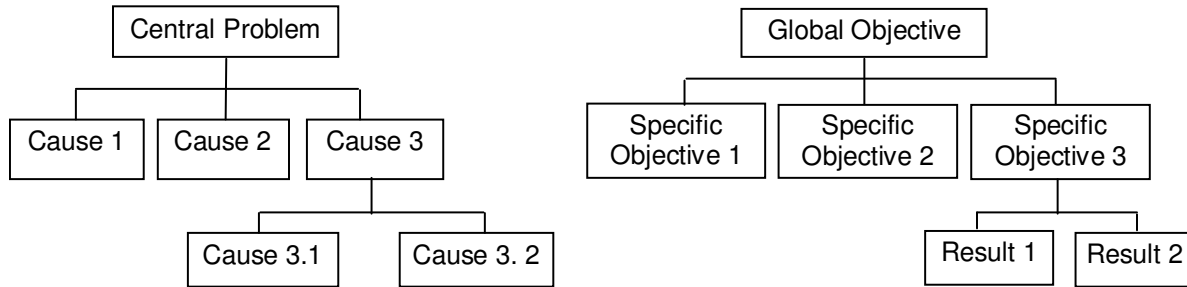 Central Problem
Cause 1
Cause 2
Cause 3
Cause 3.1
Cause 3. 2
Global Objective
Specific
Objective 1
Specific
Objective 2
Specific
Objective 3
Result 1
Result 2